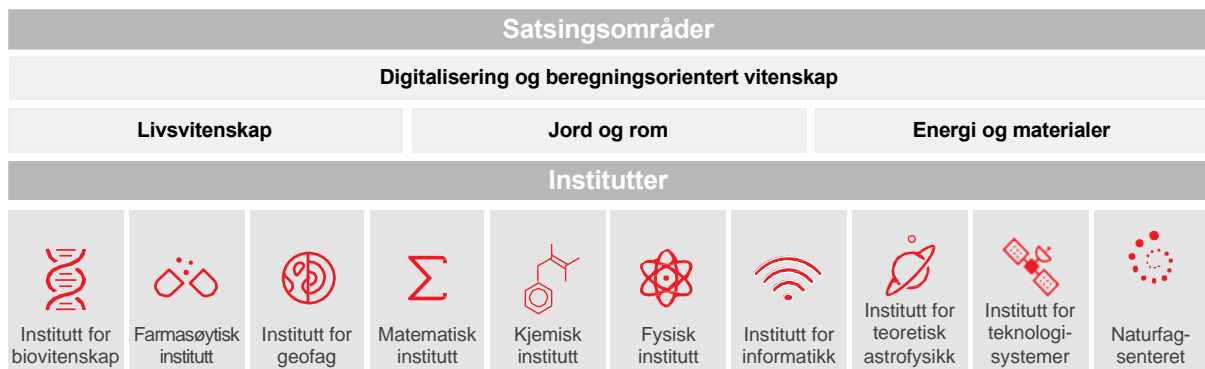 Satsingsområder
Digitalisering og beregningsorientert vitenskap
Livsvitenskap
Jord og rom
Energi og materialer
Institutter
Institutt for
biovitenskap
Farmasøytisk
institutt
Institutt for
geofag
Matematisk
institutt
Kjemisk
institutt
Fysisk
institutt
Institutt for
informatikk
Institutt for
teoretisk
astrofysikk
Institutt for
teknologi-
systemer
Naturfag-
senteret